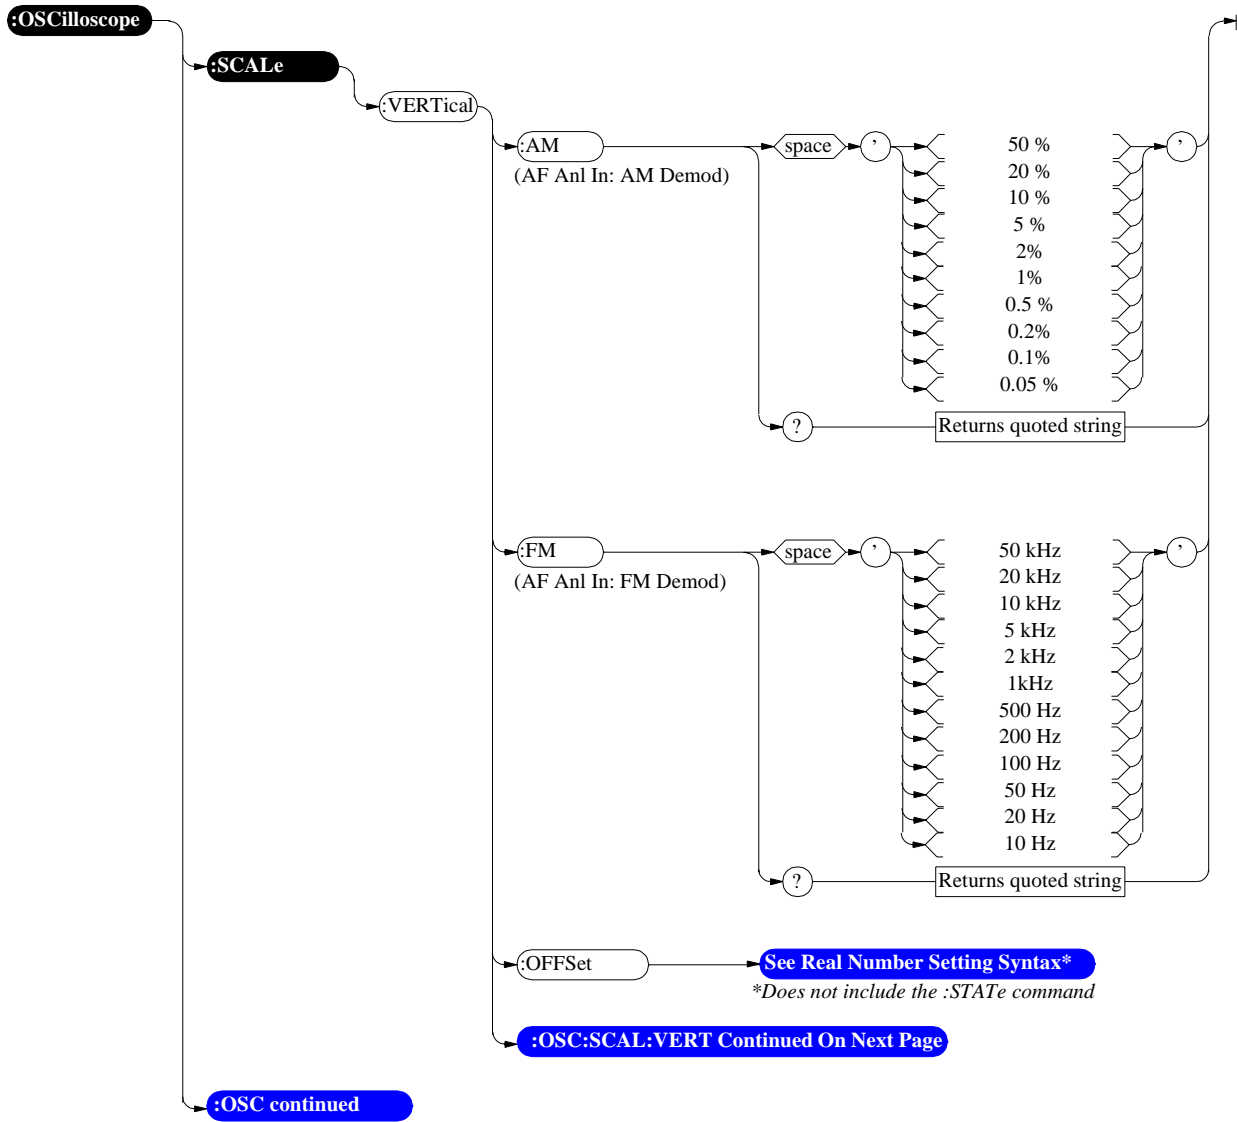 :OSCilloscope
:SCALe
:VERTical
:AM
(AF Anl In: AM Demod)
space
’
50 %
20 %
10 %
5 %
2%
1%
0.5 %
0.2%
0.1%
0.05 %
’
?
Returns quoted string
:FM
(AF Anl In: FM Demod)
space
’
50 kHz
20 kHz
10 kHz
5 kHz
2 kHz
1kHz
500 Hz
200 Hz
100 Hz
50 Hz
20 Hz
10 Hz
’
?
Returns quoted string
:OFFSet
See Real Number Setting Syntax*
*Does not include the :STATe command
:OSC:SCAL:VERT Continued On Next Page
:OSC continued